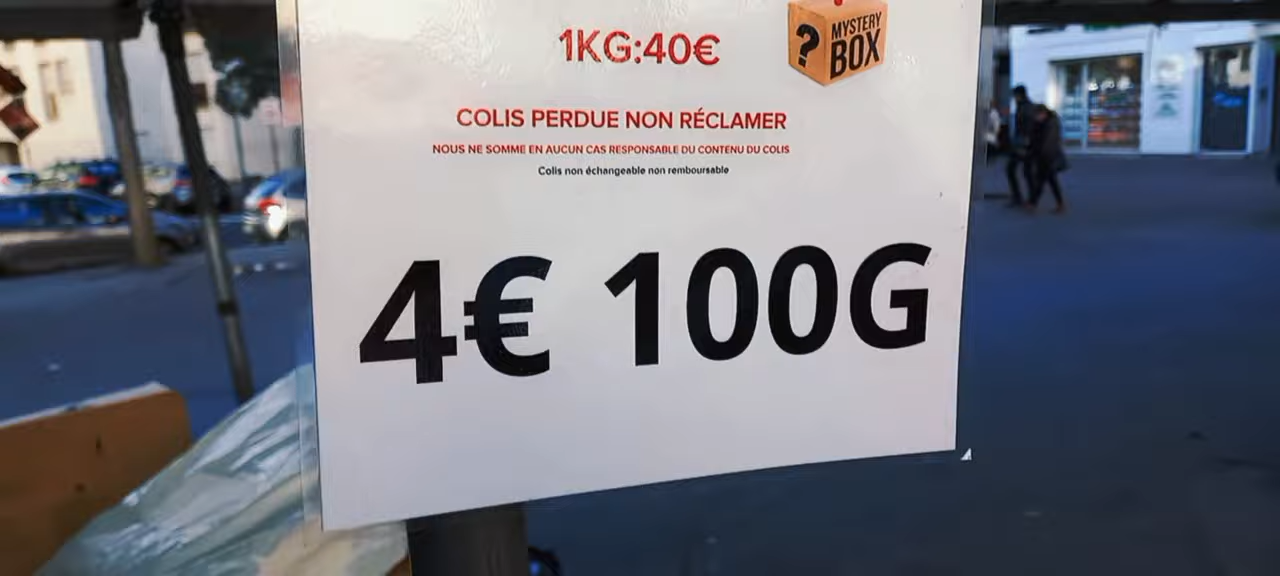 1KG:40€
? MYSTERY
BOX
COLIS PERDUE NON RÉCLAMER
NOUS NE SOMME EN AUCUN CAS RESPONSABLE DU CONTENU DU COLIS
Colis non échangeable non remboursable
4€ 100G